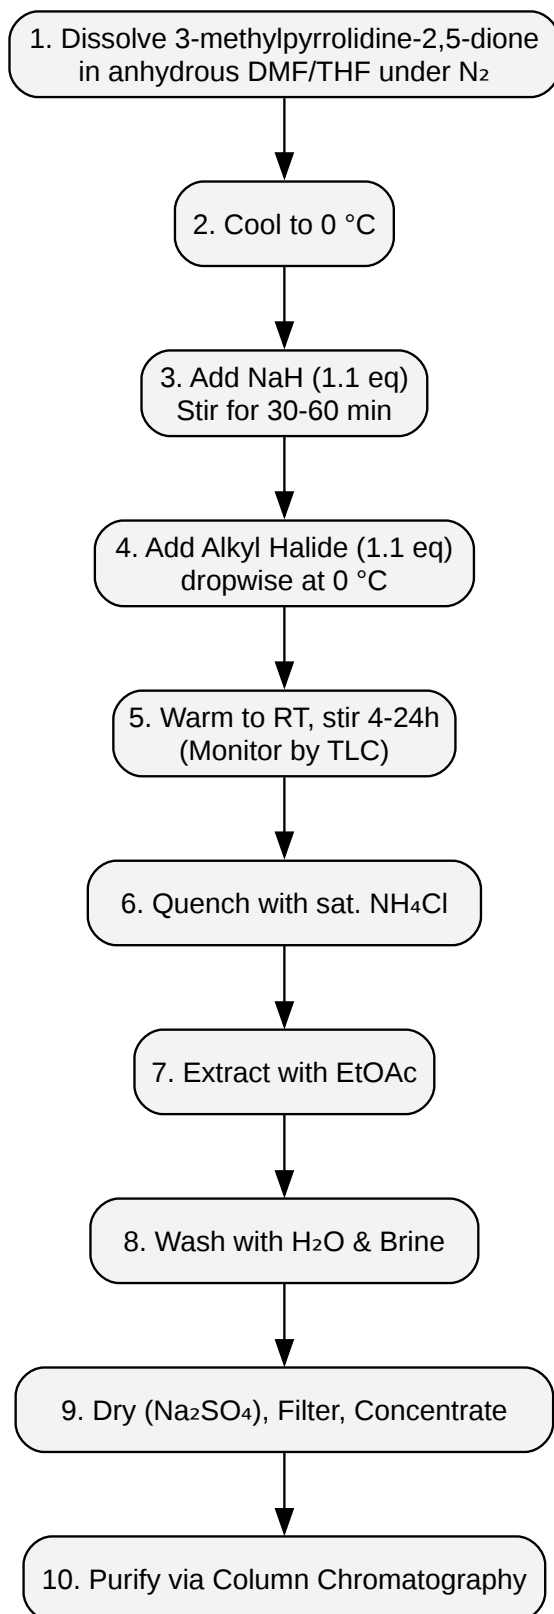 1. Dissolve 3-methylpyrrolidine-2,5-dione
in anhydrous DMF/THF under N₂
2. Cool to 0 °C
3. Add NaH (1.1 eq)
Stir for 30-60 min
4. Add Alkyl Halide (1.1 eq)
dropwise at 0 °C
5. Warm to RT, stir 4-24h
(Monitor by TLC)
6. Quench with sat. NH₄Cl
7. Extract with EtOAc
8. Wash with H₂O & Brine
9. Dry (Na₂SO₄), Filter, Concentrate
10. Purify via Column Chromatography